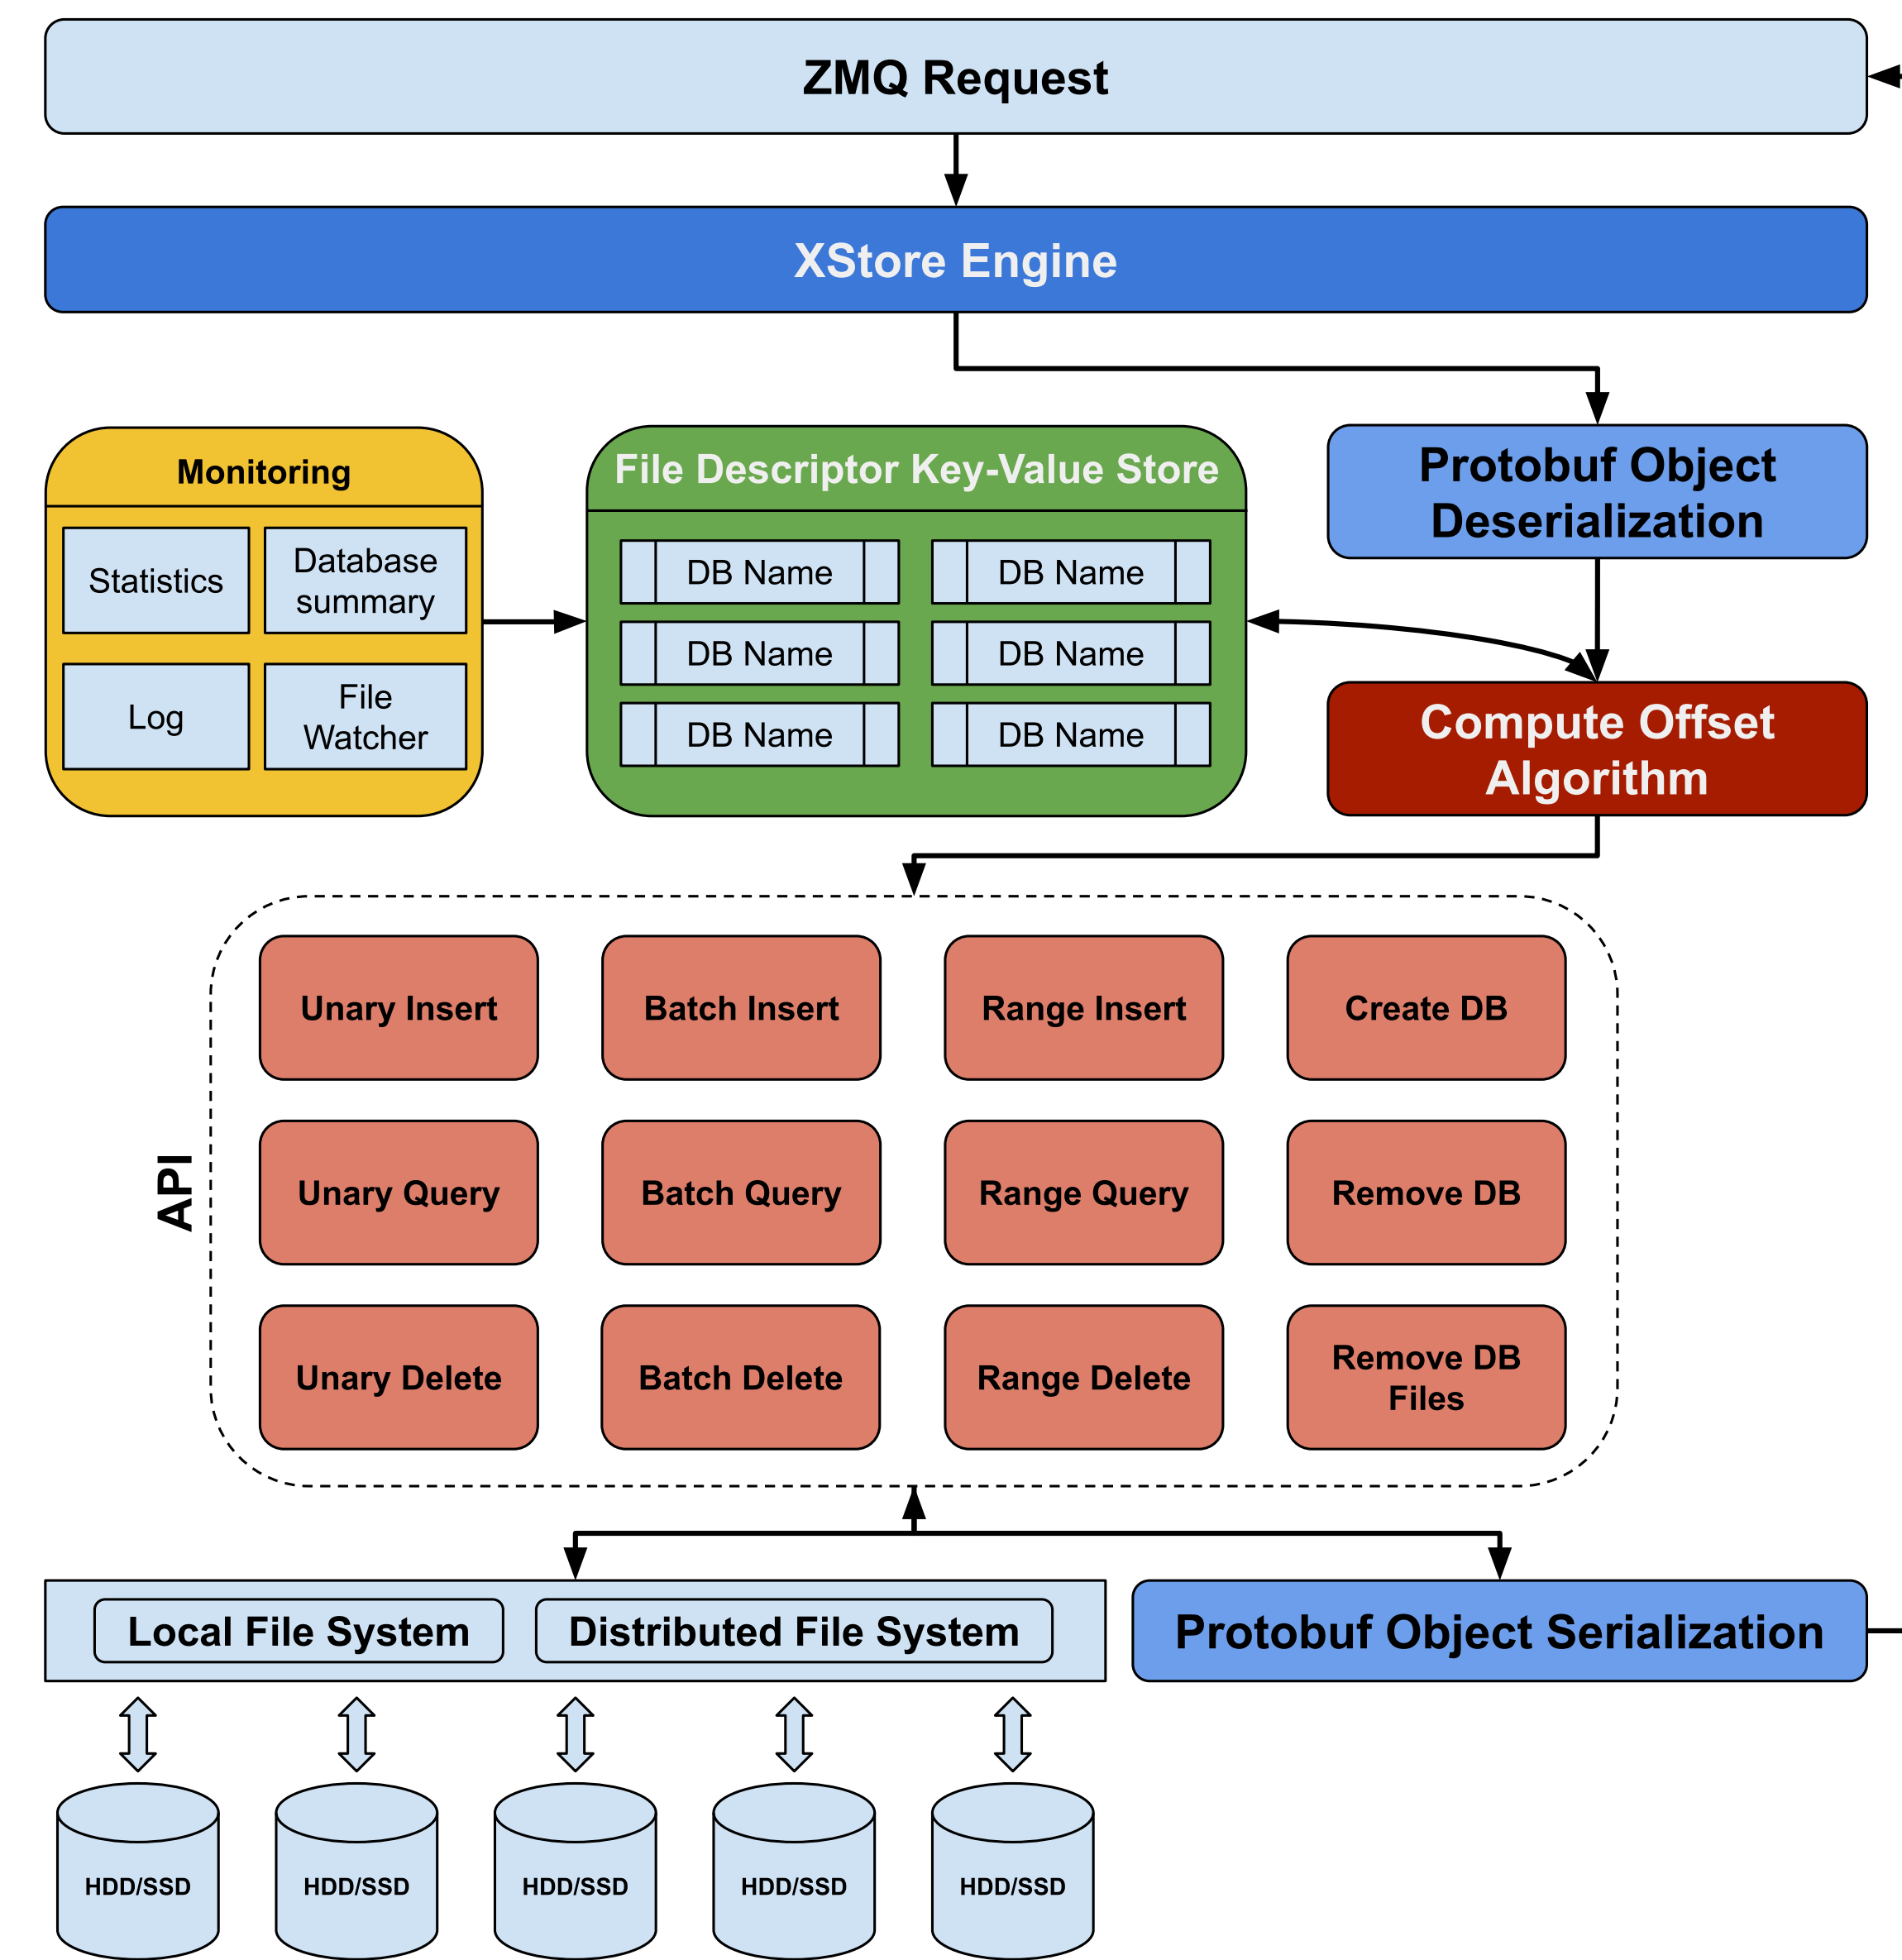 ZMQ Request
XStore Engine
Monitoring
Statistics
Database
summary
Log
File
Watcher
File Descriptor Key-Value Store
DB Name
DB Name
DB Name
DB Name
DB Name
DB Name
Protobuf Object
Deserialization
Compute Offset
Algorithm
API
Unary Insert
Batch Insert
Range Insert
Create DB
Unary Query
Batch Query
Range Query
Remove DB
Unary Delete
Batch Delete
Range Delete
Remove DB
Files
Local File System
Distributed File System
Protobuf Object Serialization
HDD/SSD
HDD/SSD
HDD/SSD
HDD/SSD
HDD/SSD